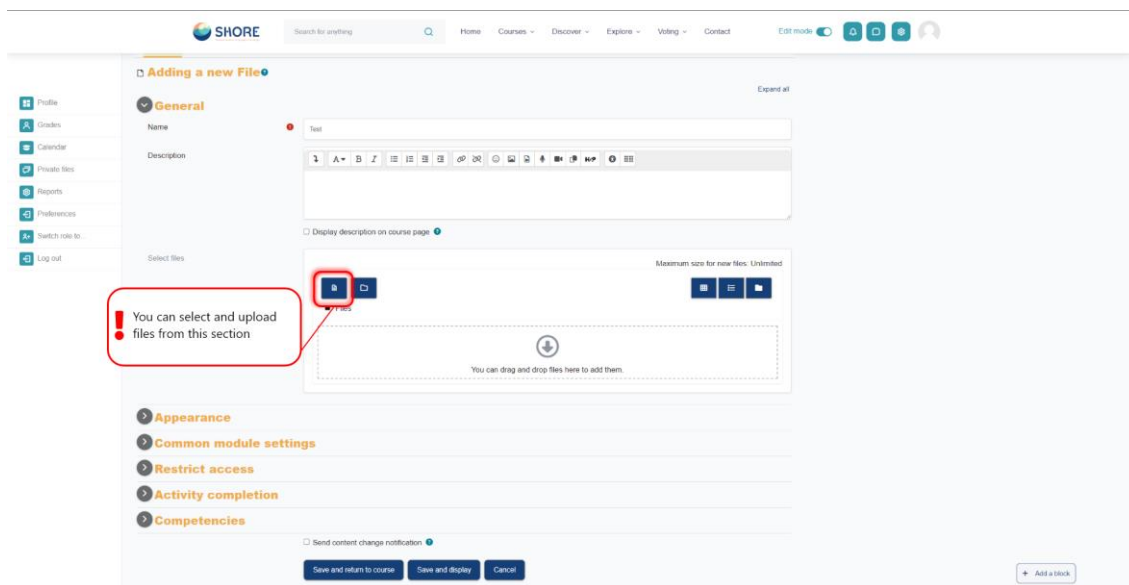 SHORE
Search for anything
Home Courses Discover Explore Voting Contact
Edit mode
Adding a new File
Expand all
Profile
Grades
Calendar
Private files
Reports
Preferences
Switch role to...
Log out
General
Name
Test
Description
Display description on course page
Select files
Maximum size for new files: Unlimited
Files
You can drag and drop files here to add them.
! You can select and upload
files from this section
Appearance
Common module settings
Restrict access
Activity completion
Competencies
Send content change notification
Save and return to course Save and display Cancel
+ Add a block